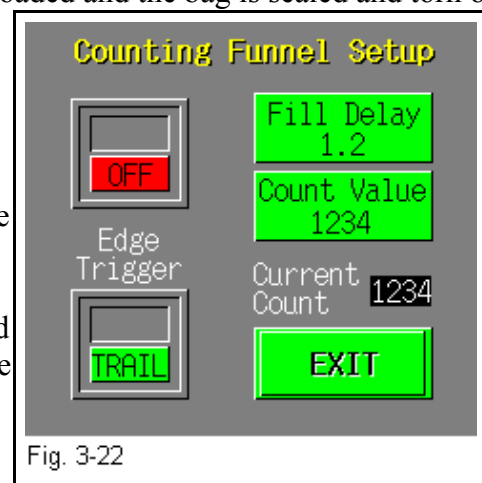 oaded and the bag is sealed and torn o
Counting Funnel Setup
OFF
Edge
Trigger
TRAIL
Fill Delay
1.2
Count Value
1234
Current
Count 1234
EXIT
e
d
e
Fig. 3-22